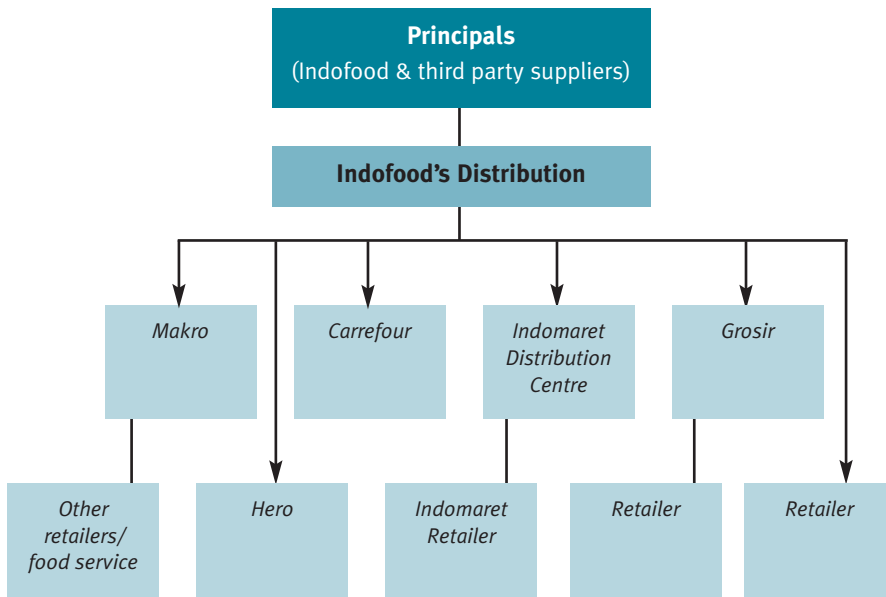 Principals
(Indofood & third party suppliers)
Indofood's Distribution
Makro
Carrefour
Indomaret
Distribution
Centre
Grosir
Other
retailers/
food service
Hero
Indomaret
Retailer
Retailer
Retailer